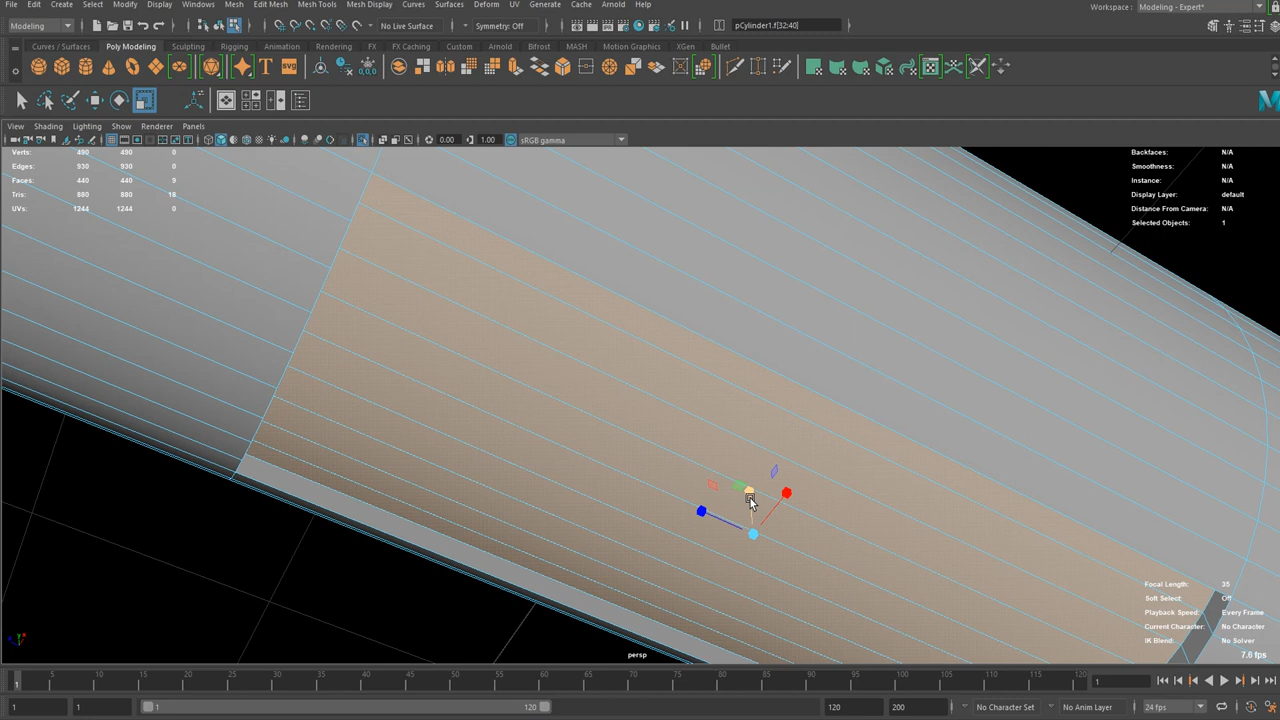 File Edit Create Select Modify Display Windows Mesh Edit Mesh Mesh Tools Mesh Display Curves Surfaces Deform UV Generate Cache Arnold Help
Workspace : Modeling - Expert*
Modeling
No Live Surface
Symmetry: Off
pCylinder1.f[32:40]
Curves / Surfaces Poly Modeling Sculpting Rigging Animation Rendering FX FX Caching Custom Arnold Bifrost MASH Motion Graphics XGen Bullet
View Shading Lighting Show Renderer Panels
0.00 1.00 sRGB gamma
Verts: 490 490 0
Edges: 930 930 0
Faces: 440 440 9
Tris: 880 880 18
UVs: 1244 1244 0
Backfaces: N/A
Smoothness: N/A
Instance: N/A
Display Layer: default
Distance From Camera: N/A
Selected Objects: 1
Focal Length: 35
Soft Select: Off
Playback Speed: Every Frame
Current Character: No Character
IK Blend: No Solver
7.6 fps
persp
5 10 15 20 25 30 35 40 45 50 55 60 65 70 75 80 85 90 95 100 105 110 115 120
1
1
1 1 1 120 120 200 No Character Set No Anim Layer 24 fps